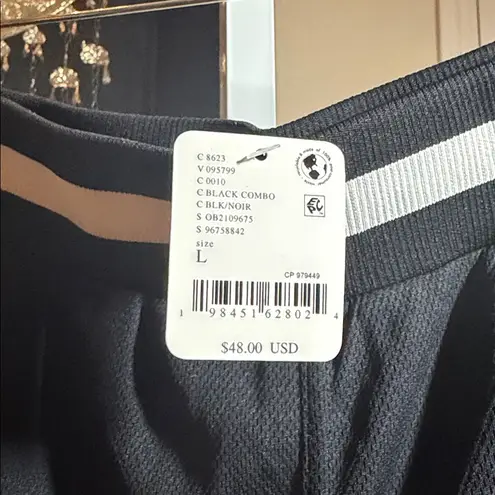 C 8623
V 095799
C 0010
C BLACK COMBO
C BLK/NOIR
S OB2109675
S 96758842
size
L
CP 979449
1 98451 62802 4
$48.00 USD